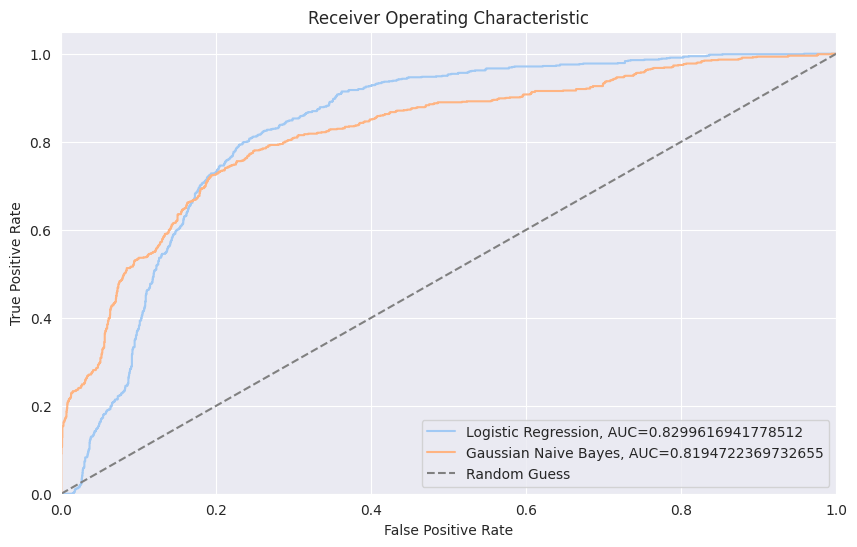 Receiver Operating Characteristic
True Positive Rate
1.0
0.8
0.6
0.4
0.2
0.0
0.0 0.2 0.4 0.6 0.8 1.0
False Positive Rate
Logistic Regression, AUC=0.8299616941778512
Gaussian Naive Bayes, AUC=0.8194722369732655
Random Guess